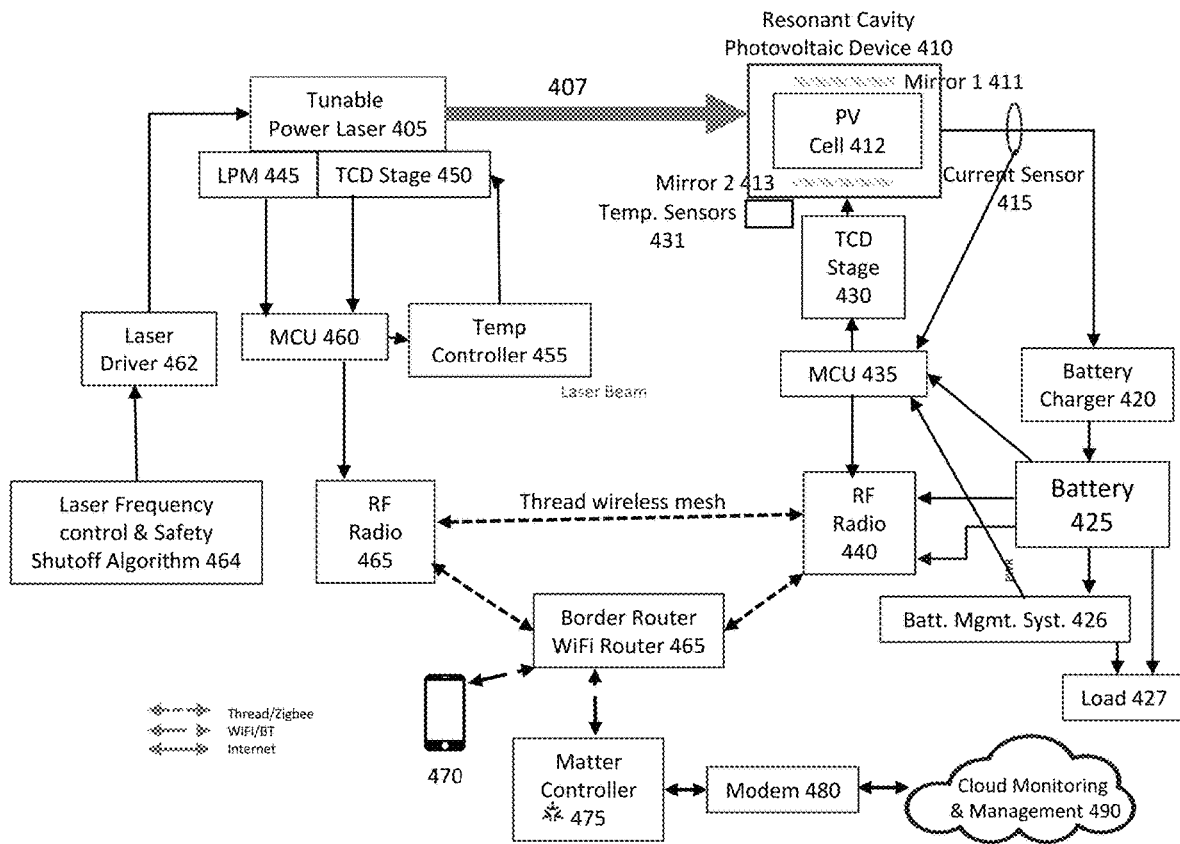 Resonant Cavity
Photovoltaic Device 410
407
Tunable
Power Laser 405
Mirror 1 411
PV
Cell 412
LPM 445
TCD Stage 450
Mirror 2 413
Current Sensor
415
Temp. Sensors
431
TCD
Stage
430
Laser
Driver 462
MCU 460
Temp
Controller 455
Laser Beam
MCU 435
Battery
Charger 420
Laser Frequency
control & Safety
Shutoff Algorithm 464
RF
Radio
465
Thread wireless mesh
RF
Radio
440
Battery
425
Border Router
WiFi Router 465
Batt. Mgmt. Syst. 426
Load 427
Thread/Zigbee
WiFi/BT
Internet
470
Matter
Controller
475
Modem 480
Cloud Monitoring
& Management 490